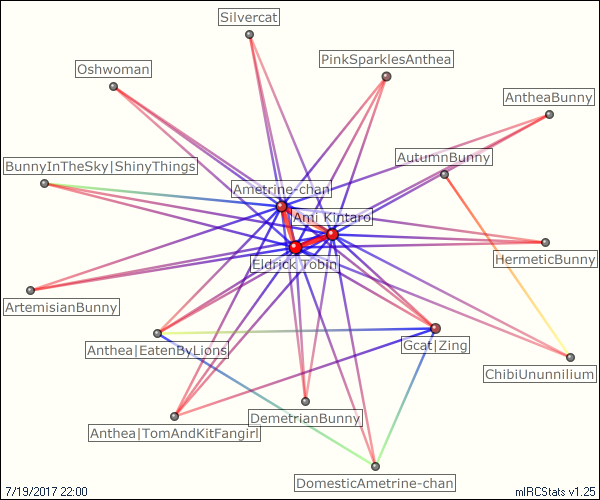 Silvercat
PinkSparklesAnthea
Oshwoman
AntheaBunny
AutumnBunny
BunnyInTheSky|ShinyThings
Ametrine-chan
Ami Kintaro
Eldrick Tobin
HermeticBunny
ArtemisianBunny
Anthea|EatenByLions
Gcat|Zing
ChibiUnunnilium
DemetrianBunny
Anthea|TomAndKitFangirl
DomesticAmetrine-chan
7/19/2017 22:00
mIRCStats v1.25